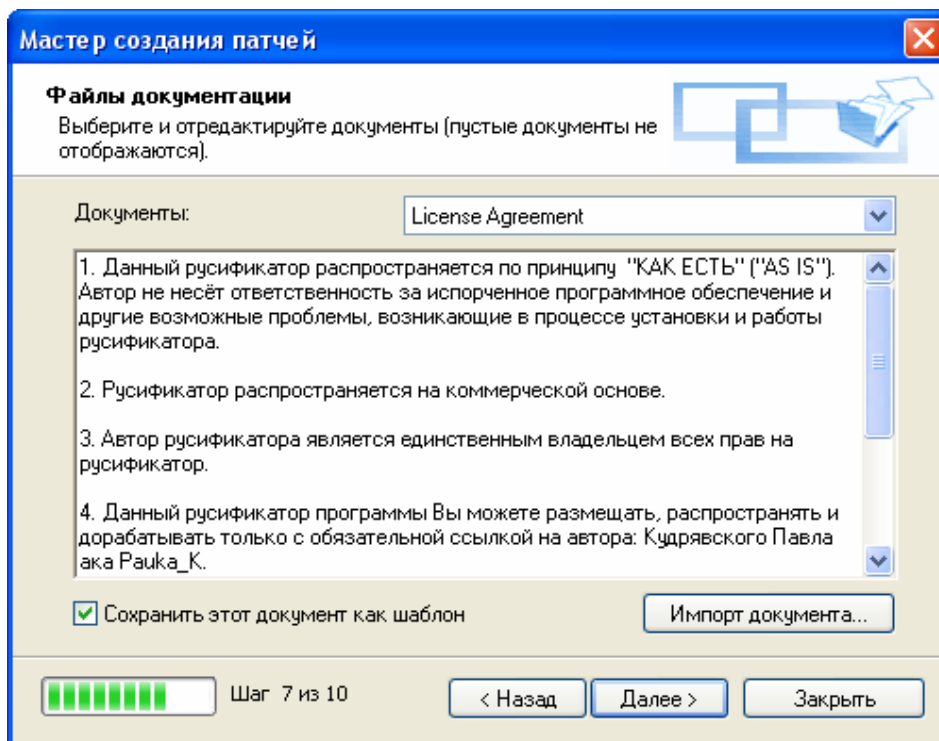 Мастер создания патчей
Файлы документации
Выберите и отредактируйте документы (пустые документы не
отображаются).
Документы:
License Agreement
1. Данный русификатор распространяется по принципу "КАК ЕСТЬ" ("AS IS").
Автор не несёт ответственность за испорченное программное обеспечение и
другие возможные проблемы, возникающие в процессе установки и работы
русификатора.
2. Русификатор распространяется на коммерческой основе.
3. Автор русификатора является единственным владельцем всех прав на
русификатор.
4. Данный русификатор программы Вы можете размещать, распространять и
дорабатывать только с обязательной ссылкой на автора: Кудрявского Павла
ака Pauka_K.
Сохранить этот документ как шаблон
Импорт документа...
Шаг 7 из 10
< Назад
Далее >
Закрыть